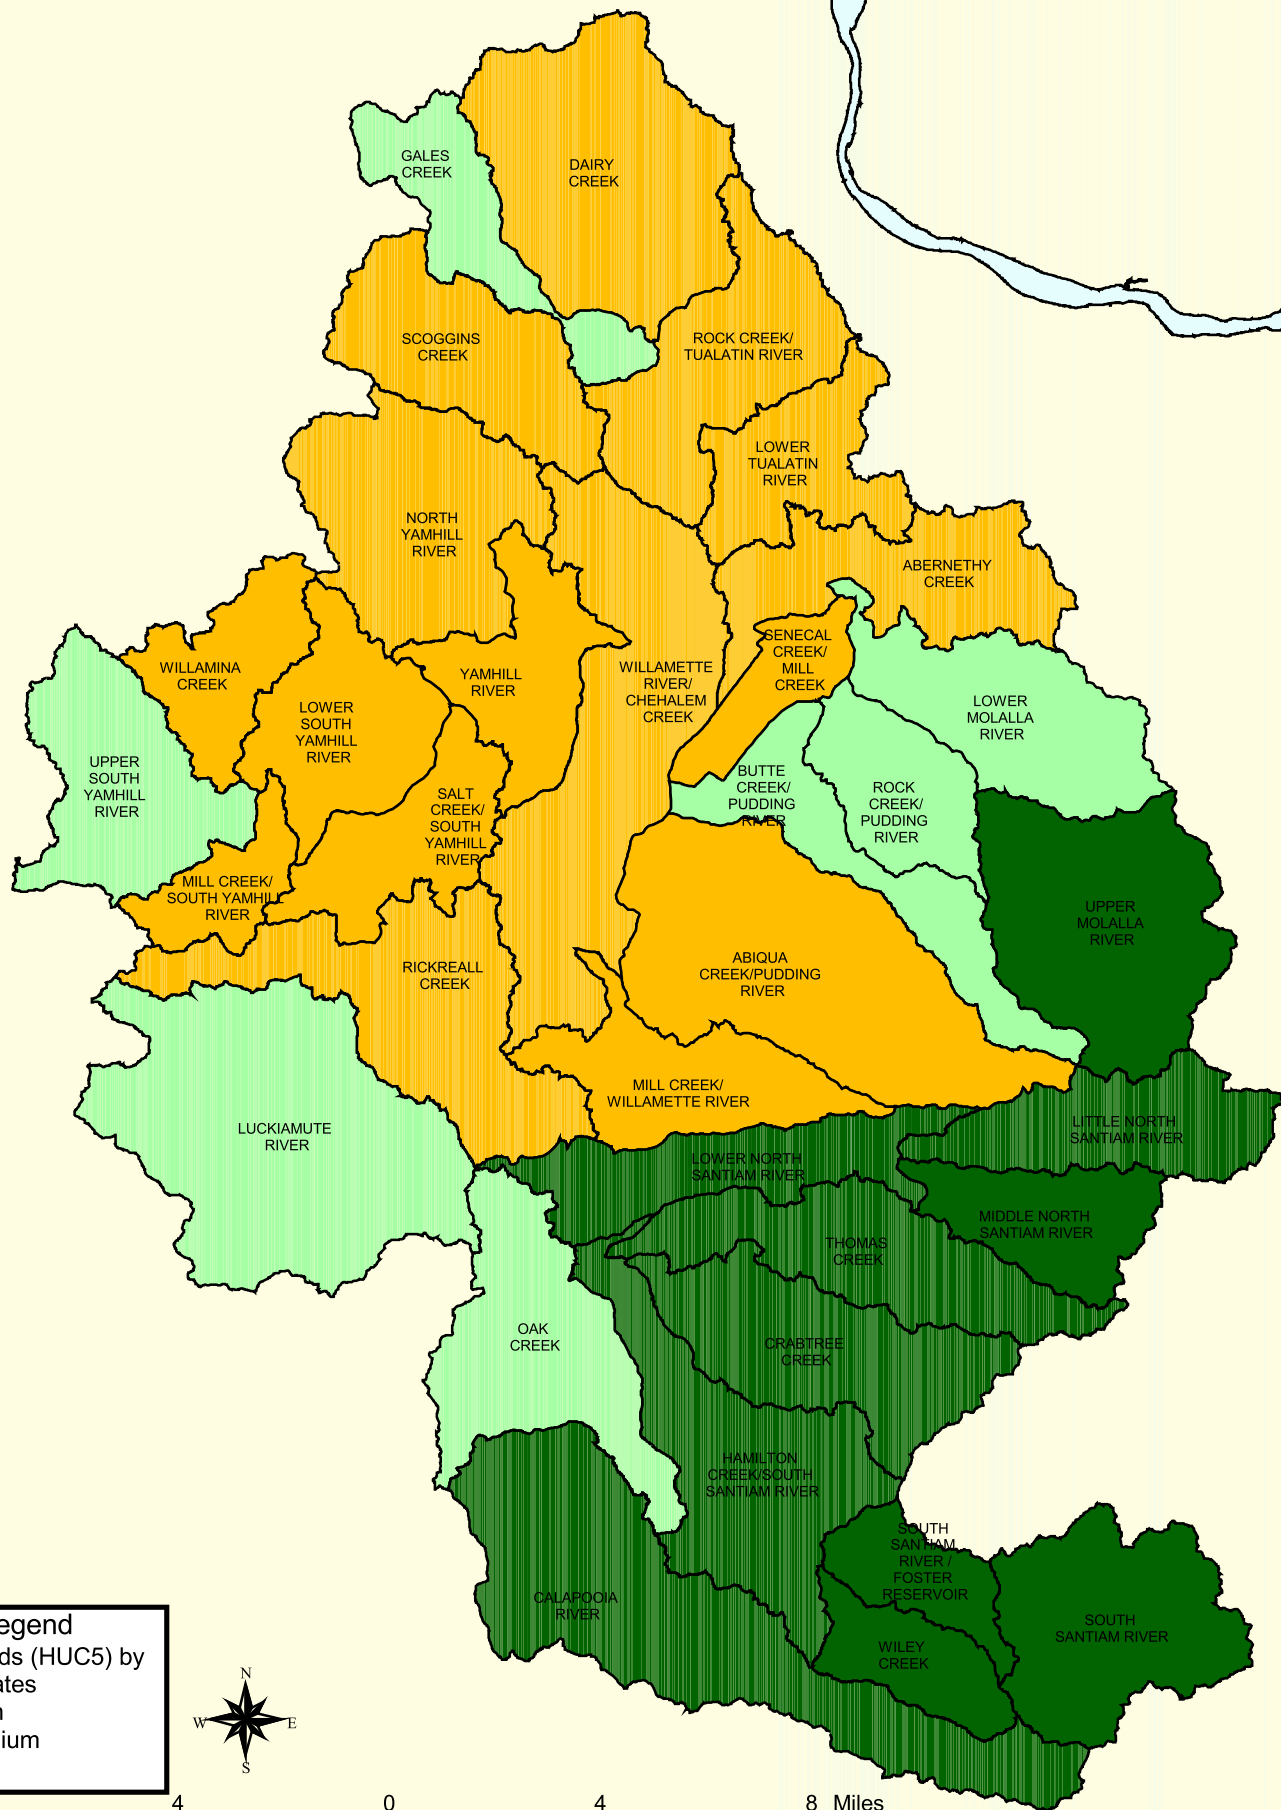 GALES
CREEK
DAIRY
CREEK
SCOGGINS
CREEK
ROCK CREEK/
TUALATIN RIVER
LOWER
TUALATIN
RIVER
NORTH
YAMHILL
RIVER
ABERNETHY
CREEK
WILLAMINA
CREEK
YAMHILL
RIVER
WILLAMETTE
RIVER/
CHEHALEM
CREEK
SENECAL
CREEK/
MILL
CREEK
LOWER
SOUTH
YAMHILL
RIVER
LOWER
MOLALLA
RIVER
UPPER
SOUTH
YAMHILL
RIVER
SALT
CREEK/
SOUTH
YAMHILL
RIVER
BUTTE
CREEK/
PUDDING
RIVER
ROCK
CREEK/
PUDDING
RIVER
MILL CREEK/
SOUTH YAMHILL
RIVER
UPPER
MOLALLA
RIVER
RICKREALL
CREEK
ABIQUA
CREEK/PUDDING
RIVER
MILL CREEK/
WILLAMETTE RIVER
LUCKIAMUTE
RIVER
LITTLE NORTH
SANTIAM RIVER
LOWER NORTH
SANTIAM RIVER
MIDDLE NORTH
SANTIAM RIVER
THOMAS
CREEK
OAK
CREEK
CRABTREE
CREEK
HAMILTON
CREEK/SOUTH
SANTIAM RIVER
SOUTH
SANTIAM
RIVER /
FOSTER
RESERVOIR
CALAPOOIA
RIVER
WILEY
CREEK
SOUTH
SANTIAM RIVER
egend
ds (HUC5) by
ates
n
ium
N
W E
S
4 0 4 8 Miles